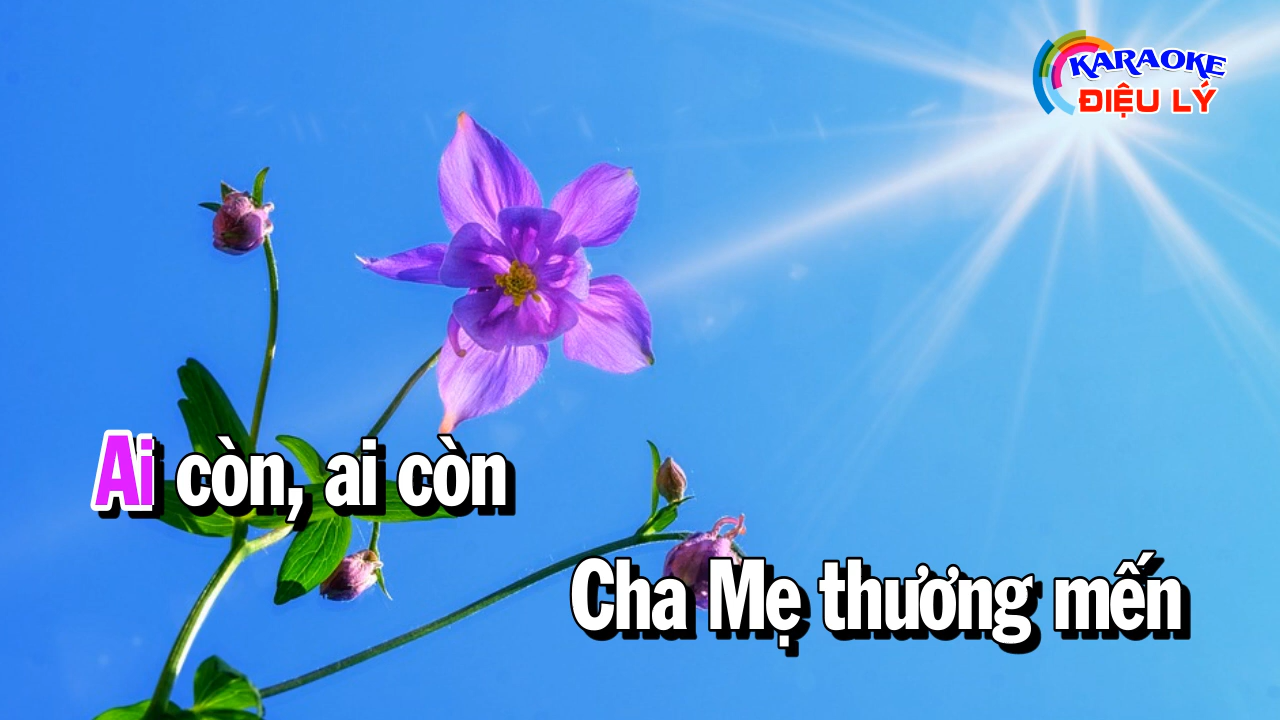 KARAOKE
ĐIỆU LÝ
Ai còn, ai còn
Cha Mẹ thương mến